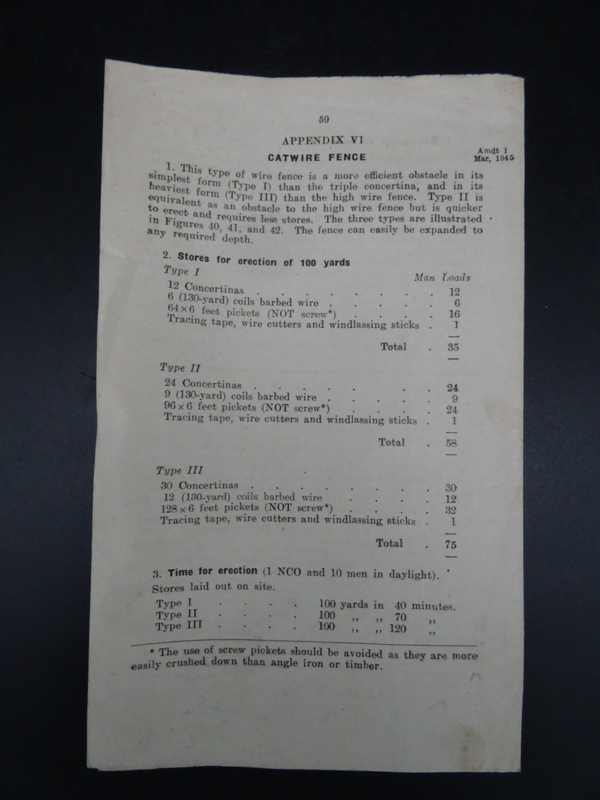 59
APPENDIX VI
Amdt 1
Mar, 1945
CATWIRE FENCE
1. This type of wire fence is a more efficient obstacle in its
simplest form (Type I) than the triple concertina, and in its
heaviest form (Type III) than the high wire fence. Type II is
equivalent as an obstacle to the high wire fence but is quicker
to erect and requires less stores. The three types are illustrated
in Figures 40, 41, and 42. The fence can easily be expanded to
any required depth.
2. Stores for erection of 100 yards
Type I Man Loads
12 Concertinas . . . . . . . 12
6 (130-yard) coils barbed wire . . . . . 6
64×6 feet pickets (NOT screw*) . . . . 16
Tracing tape, wire cutters and windlassing sticks . 1
Total . 35
Type II
24 Concertinas . . . . . . 24
9 (130-yard) coils barbed wire . . . . . 9
96×6 feet pickets (NOT screw*) . . . . 24
Tracing tape, wire cutters and windlassing sticks . 1
Total . 58
Type III
30 Concertinas . . . . . . . 30
12 (130-yard) coils barbed wire . . . . 12
128×6 feet pickets (NOT screw*) . . . . 32
Tracing tape, wire cutters and windlassing sticks . 1
Total . 75
3. Time for erection (1 NCO and 10 men in daylight).
Stores laid out on site.
Type I . . . . 100 yards in 40 minutes.
Type II . . . . 100 ,, ,, 70 ,,
Type III . . . . 100 ,, ,, 120 ,,
* The use of screw pickets should be avoided as they are more
easily crushed down than angle iron or timber.